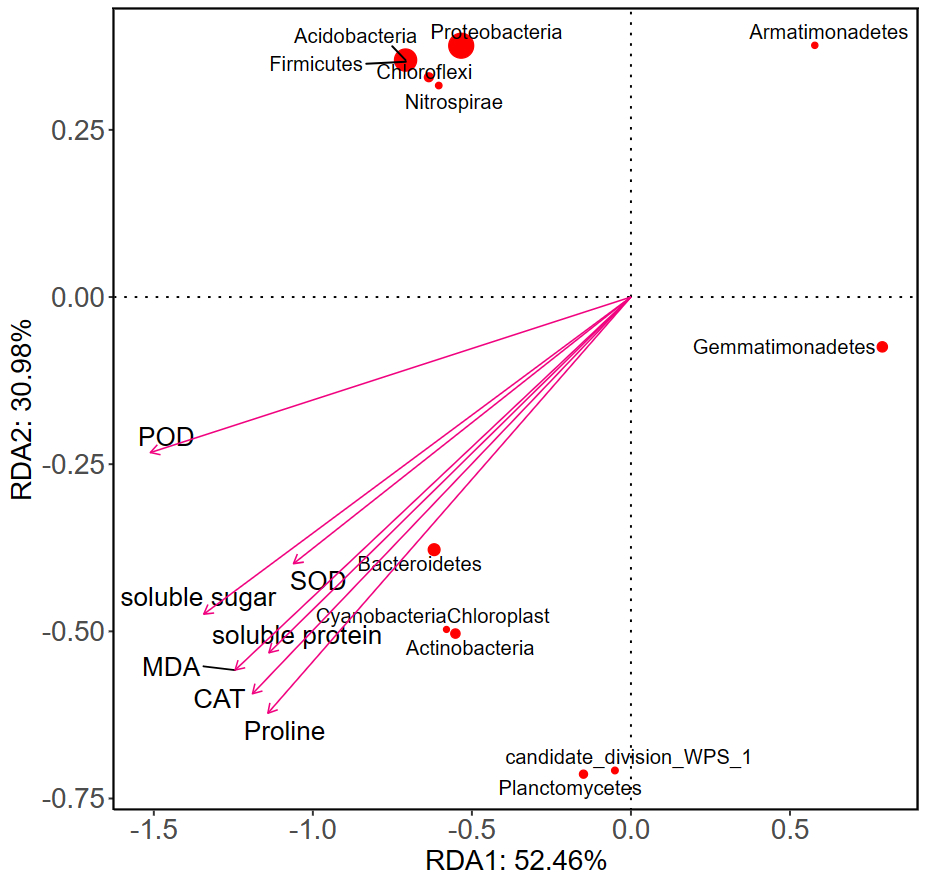 Proteobacteria
Armatimonadetes
Acidobacteria
Firmicutes
Chloroflexi
Nitrospirae
0.25
0.00
Gemmatimonadetes
RDA2: 30.98%
POD
-0.25
Bacteroidetes
SOD
soluble sugar
CyanobacteriaChloroplast
-0.50
soluble protein
Actinobacteria
MDA
CAT
Proline
candidate_division_WPS_1
Planctomycetes
-0.75
-1.5 -1.0 -0.5 0.0 0.5
RDA1: 52.46%